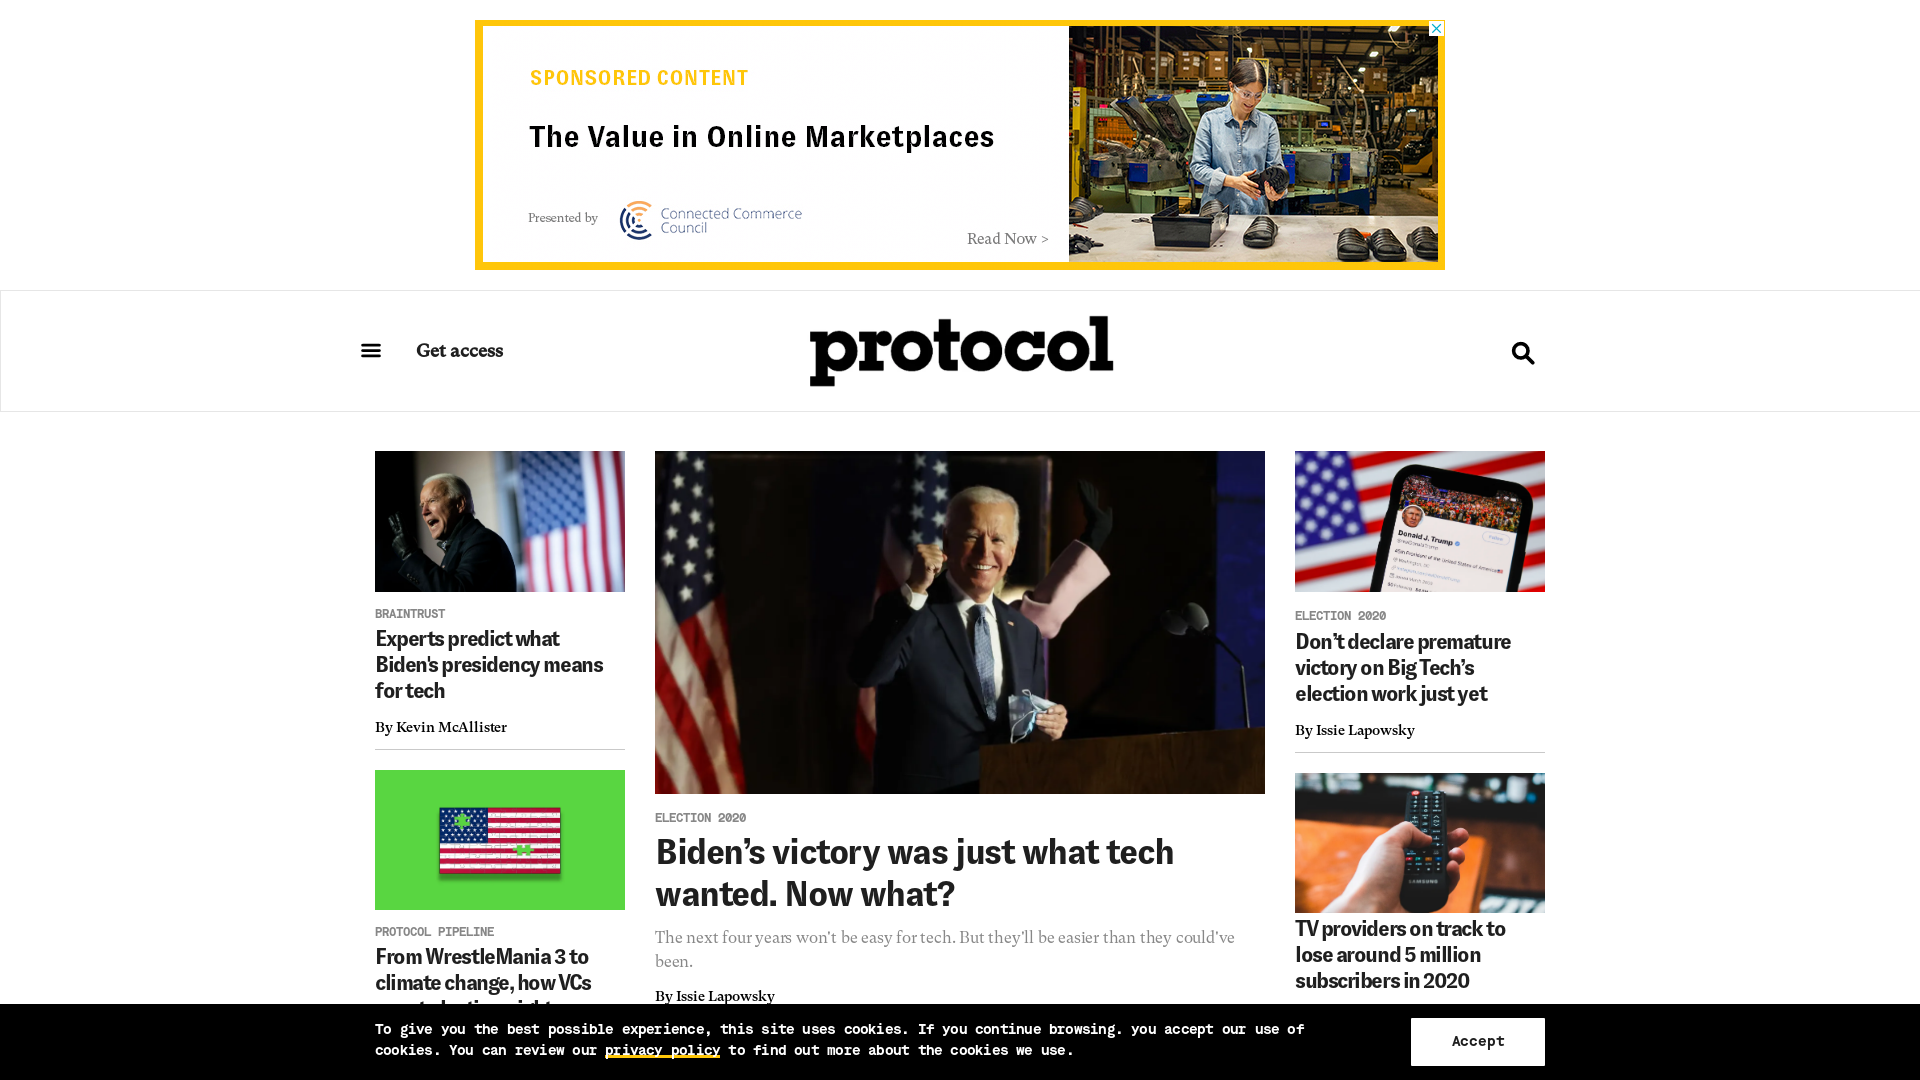 SPONSORED CONTENT
The Value in Online Marketplaces
Presented by
Connected Commerce
Council
Read Now >
Get access
protocol
BRAINTRUST
Experts predict what
Biden's presidency means
for tech
By Kevin McAllister
PROTOCOL PIPELINE
From WrestleMania 3 to
climate change, how VCs
ELECTION 2020
Biden’s victory was just what tech
wanted. Now what?
The next four years won't be easy for tech. But they'll be easier than they could've
been.
By Issie Lapowsky
Donald J. Trump
Follow
ELECTION 2020
Don’t declare premature
victory on Big Tech’s
election work just yet
By Issie Lapowsky
SAMSUNG
TV providers on track to
lose around 5 million
subscribers in 2020
To give you the best possible experience, this site uses cookies. If you continue browsing. you accept our use of
cookies. You can review our privacy policy to find out more about the cookies we use.
Accept